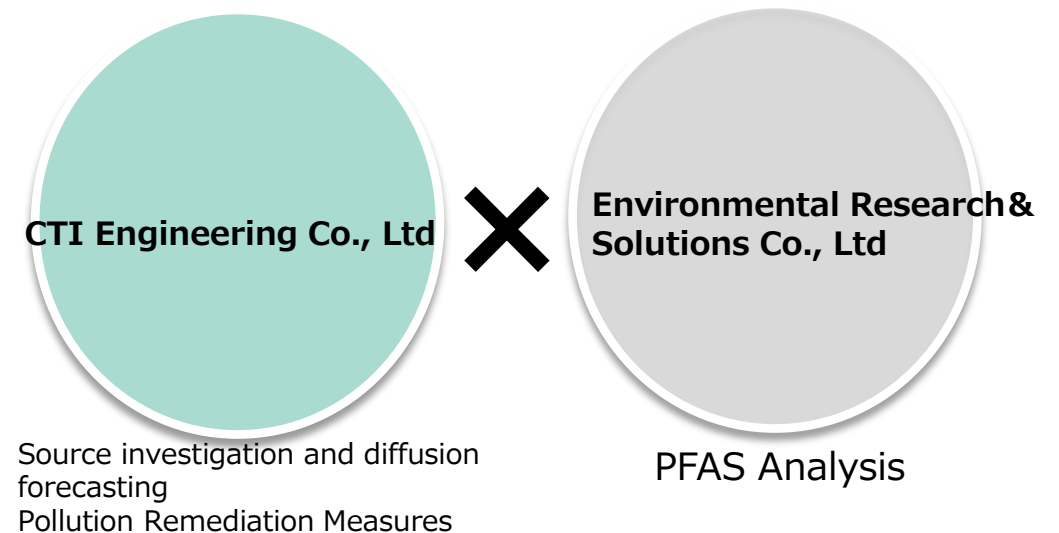 CTI Engineering Co., Ltd
Environmental Research&
Solutions Co., Ltd
Source investigation and diffusion
forecasting
Pollution Remediation Measures
PFAS Analysis